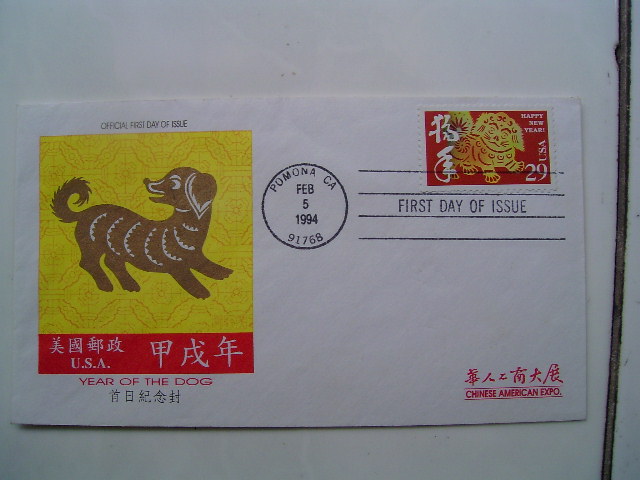 OFFICIAL FIRST DAY OF ISSUE
美國郵政
U.S.A.
甲戌年
YEAR OF THE DOG
首日紀念封
POMONA CA
FEB
5
1994
91768
狗年
HAPPY
NEW
YEAR!
USA
29
FIRST DAY OF ISSUE
華人工商大展
CHINESE AMERICAN EXPO.